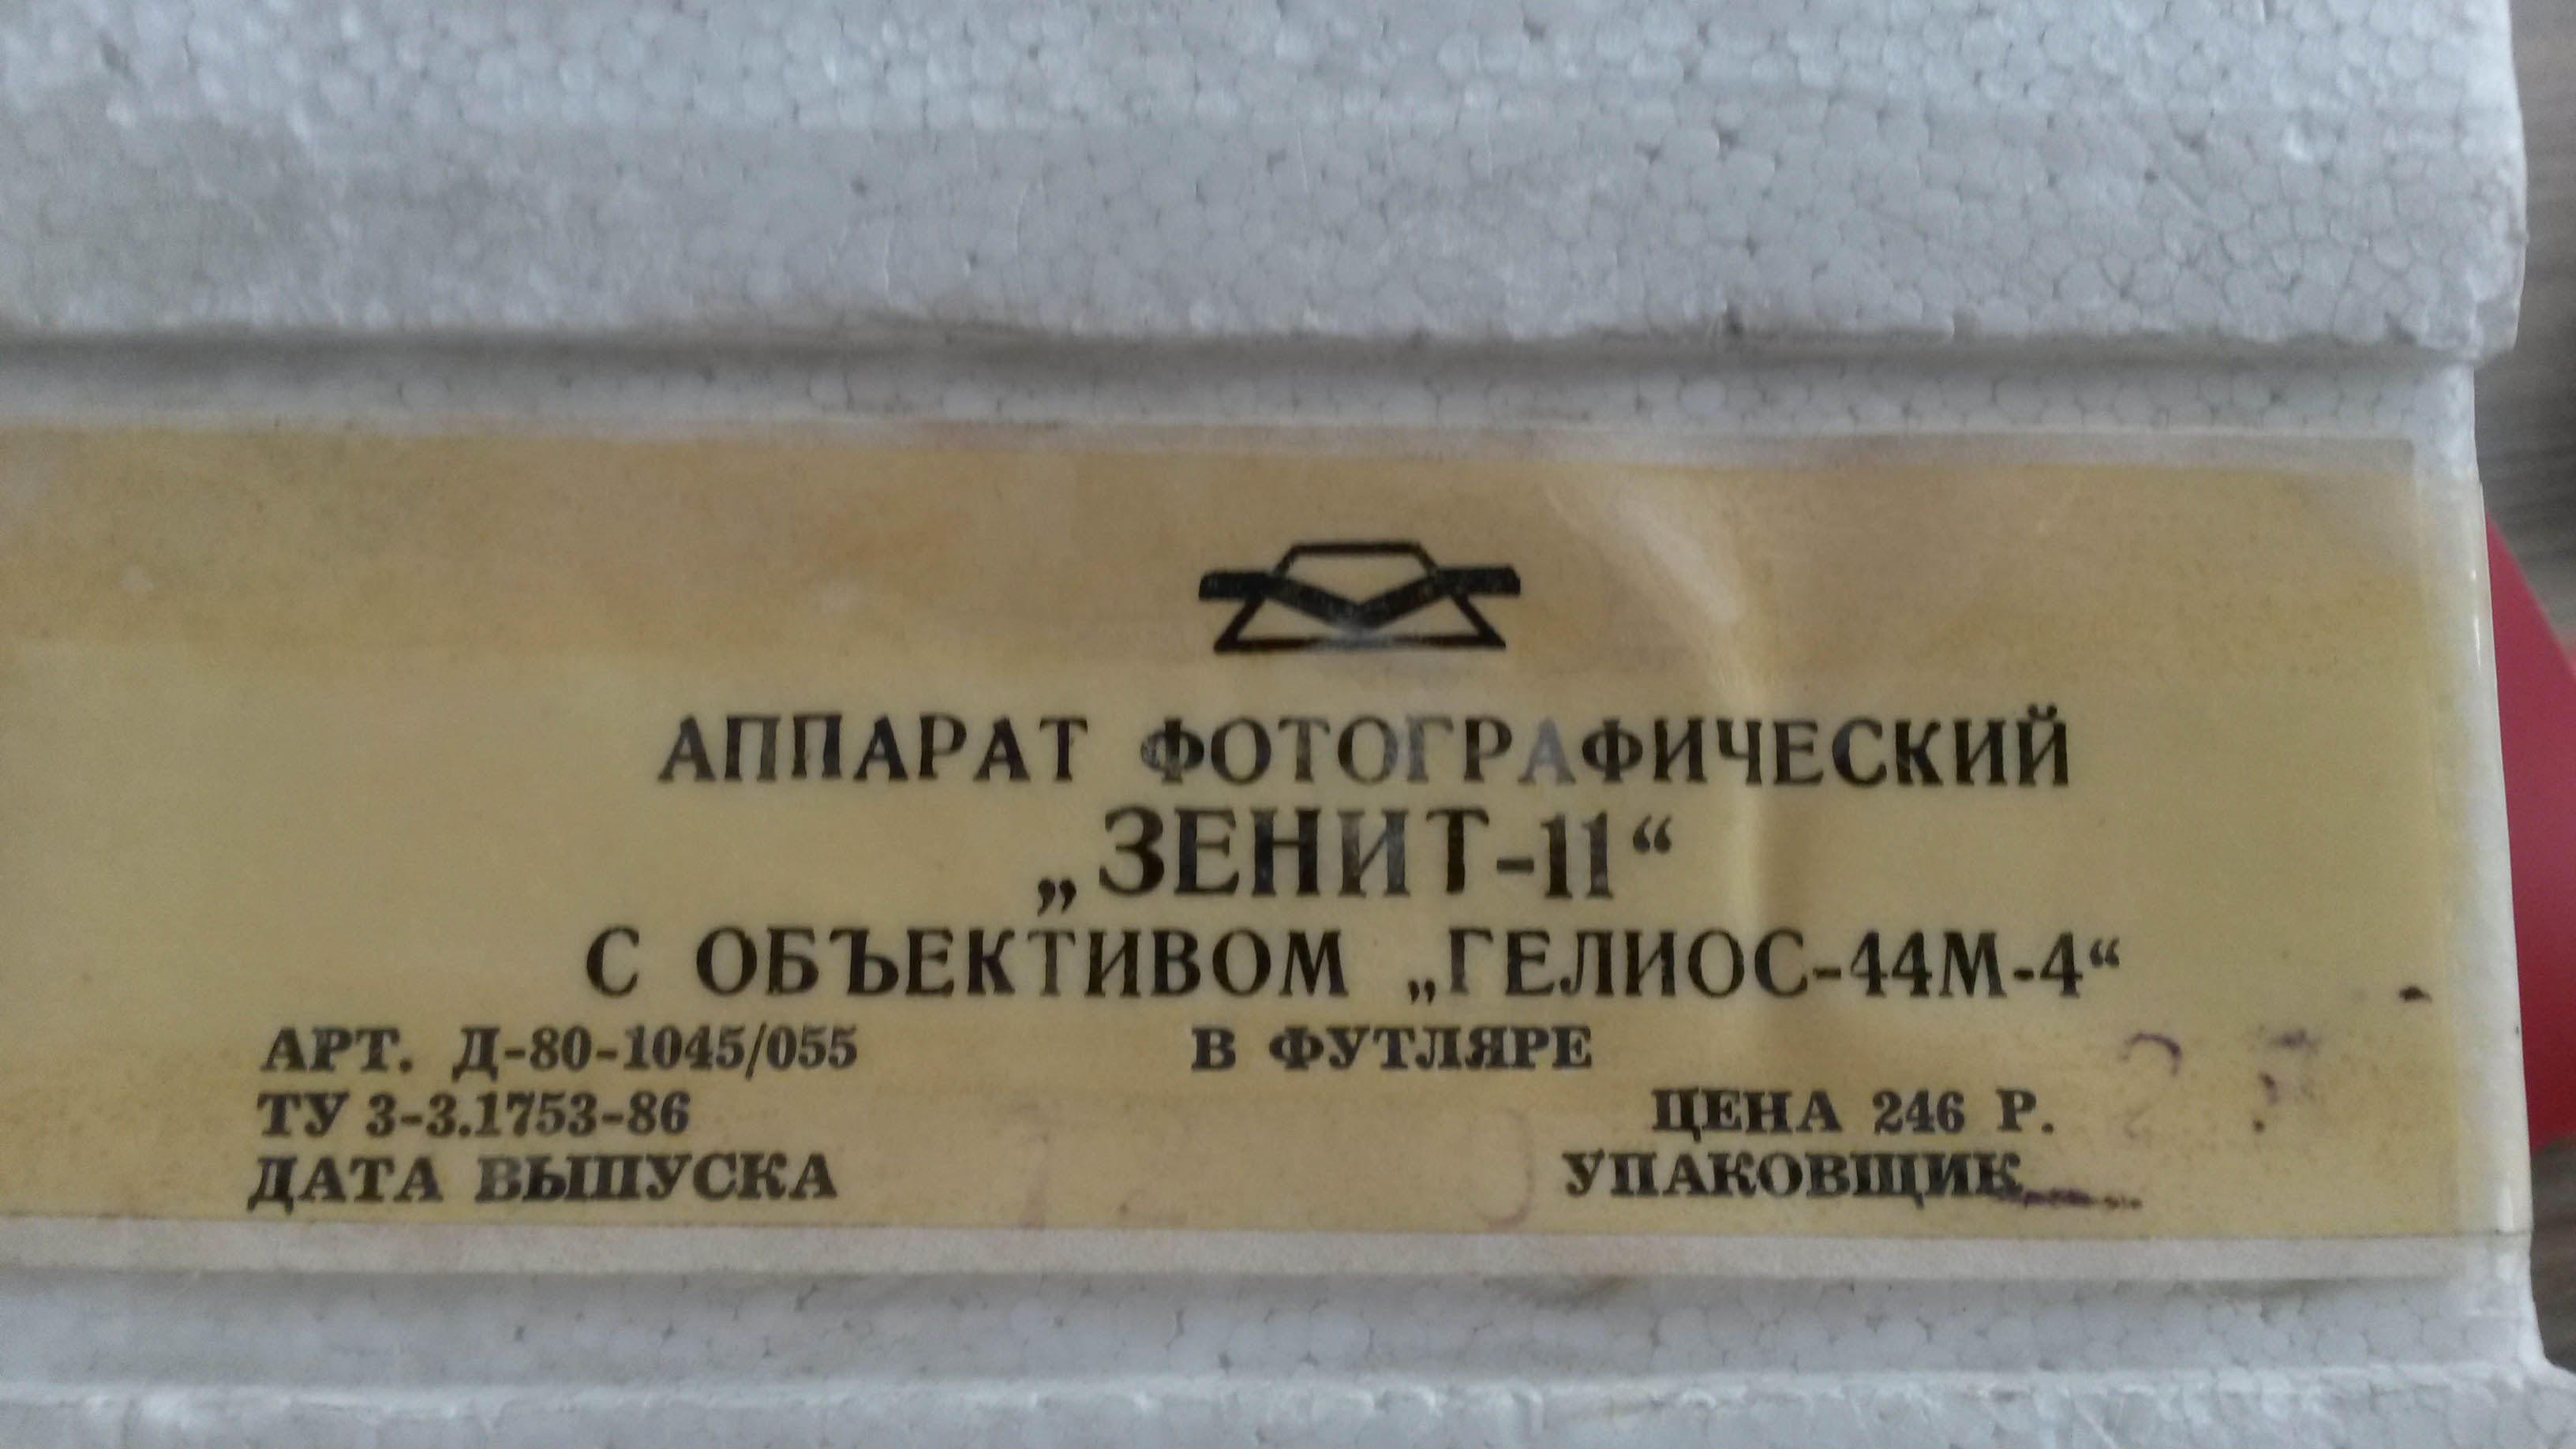 АППАРАТ ФОТОГРАФИЧЕСКИЙ
„ЗЕНИТ-11“
С ОБЪЕКТИВОМ „ГЕЛИОС-44М-4“
АРТ. Д-80-1045/055 В ФУТЛЯРЕ
ТУ 3-3.1753-86 ЦЕНА 246 Р.
ДАТА ВЫПУСКА УПАКОВЩИК